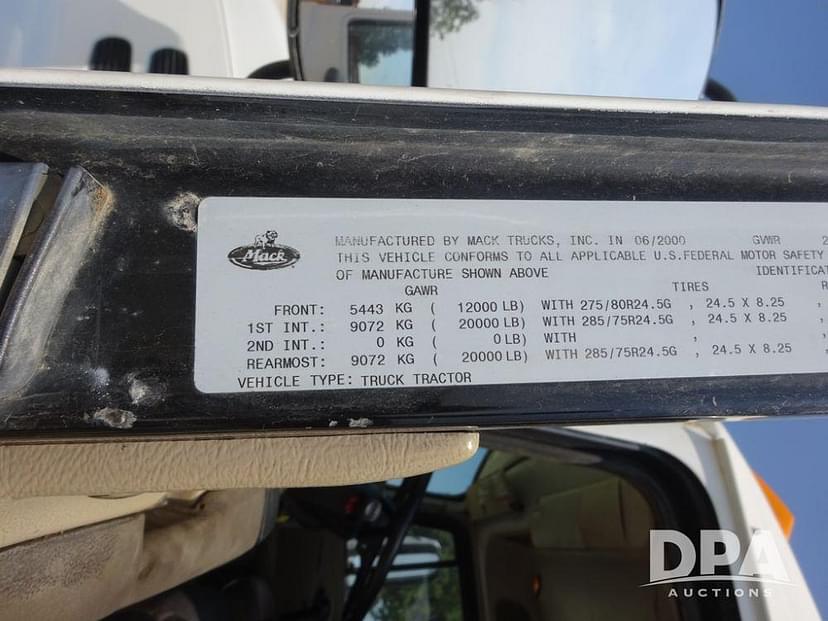 Mack
MANUFACTURED BY MACK TRUCKS, INC. IN 06/2000 GVWR 2
THIS VEHICLE CONFORMS TO ALL APPLICABLE U.S.FEDERAL MOTOR SAFETY
OF MANUFACTURE SHOWN ABOVE IDENTIFICAT
GAWR TIRES R
FRONT: 5443 KG ( 12000 LB) WITH 275/80R24.5G , 24.5 X 8.25 ,
1ST INT.: 9072 KG ( 20000 LB) WITH 285/75R24.5G , 24.5 X 8.25 ,
2ND INT.: 0 KG ( 0 LB) WITH , ,
REARMOST: 9072 KG ( 20000 LB) WITH 285/75R24.5G , 24.5 X 8.25 ,
VEHICLE TYPE: TRUCK TRACTOR
DPA
AUCTIONS